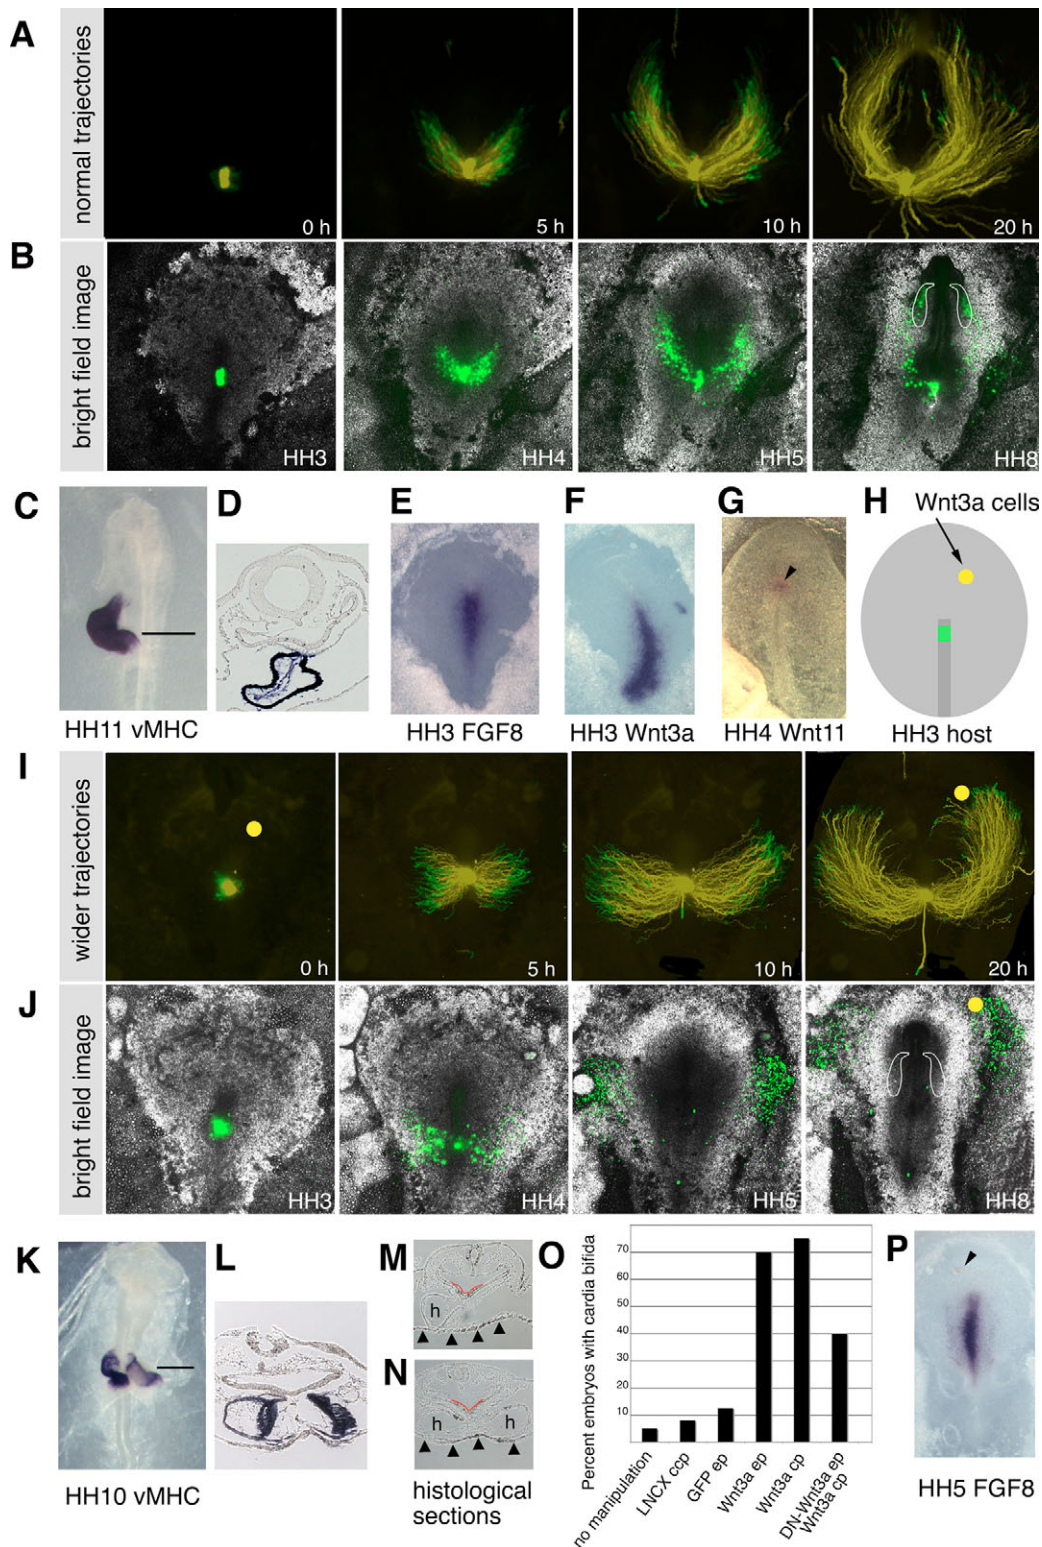 A
normal trajectories
0 h
5 h
10 h
20 h
B
bright field image
HH3
HH4
HH5
HH8
C
HH11 vMHC
D
E
HH3 FGF8
F
HH3 Wnt3a
G
HH4 Wnt11
H
Wnt3a cells
HH3 host
I
wider trajectories
0 h
5 h
10 h
20 h
J
bright field image
HH3
HH4
HH5
HH8
K
HH10 vMHC
L
M
h
N
h
h
histological
sections
O
Percent embryos with cardia bifida
70
60
50
40
30
20
10
no manipulation
LNCX ccp
GFP ep
Wnt3a ep
Wnt3a cp
DN-Wnt3a ep
Wnt3a cp
P
HH5 FGF8